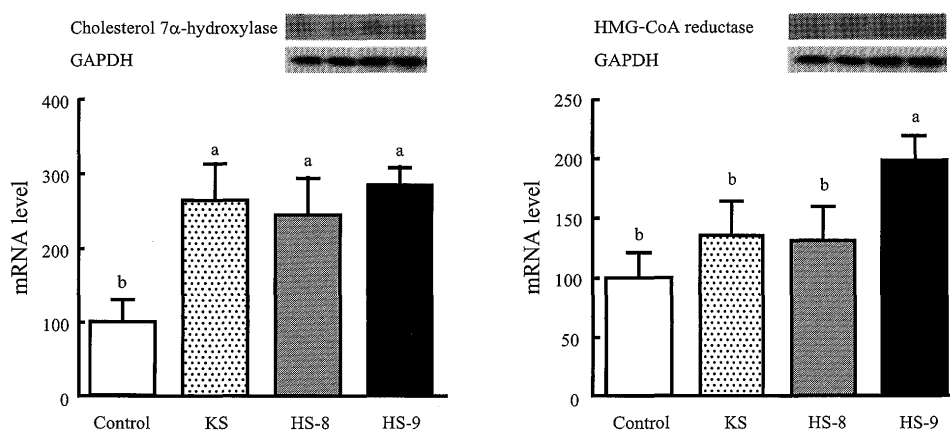 Cholesterol 7α-hydroxylase
GAPDH
400
300
200
100
0
mRNA level
b
a
a
a
Control
KS
HS-8
HS-9
HMG-CoA reductase
GAPDH
250
200
150
100
50
0
mRNA level
b
b
b
a
Control
KS
HS-8
HS-9